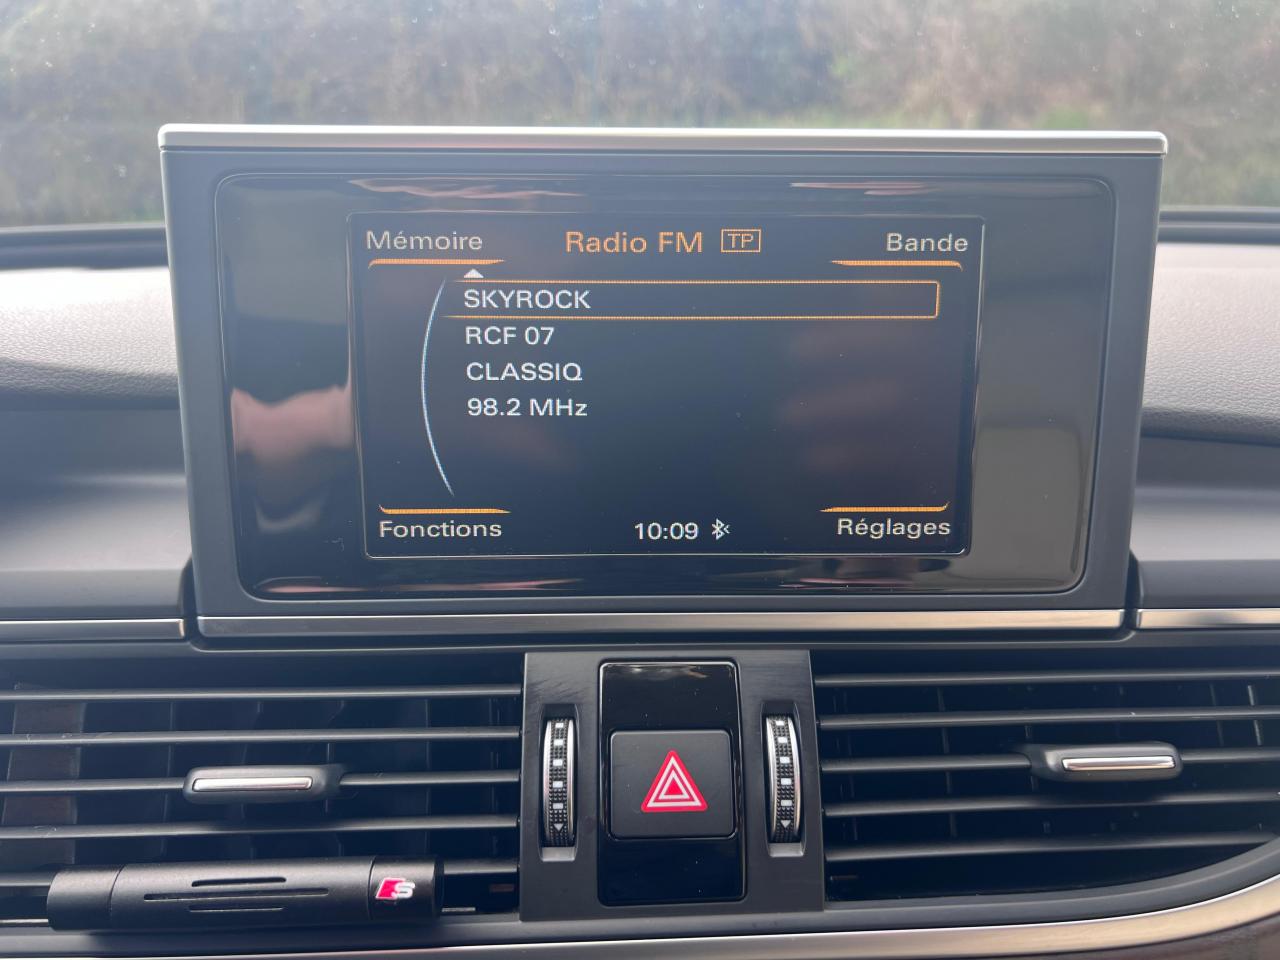 Mémoire Radio FM TP Bande
SKYROCK
RCF 07
CLASSIQ
98.2 MHz
Fonctions 10:09 Réglages
S